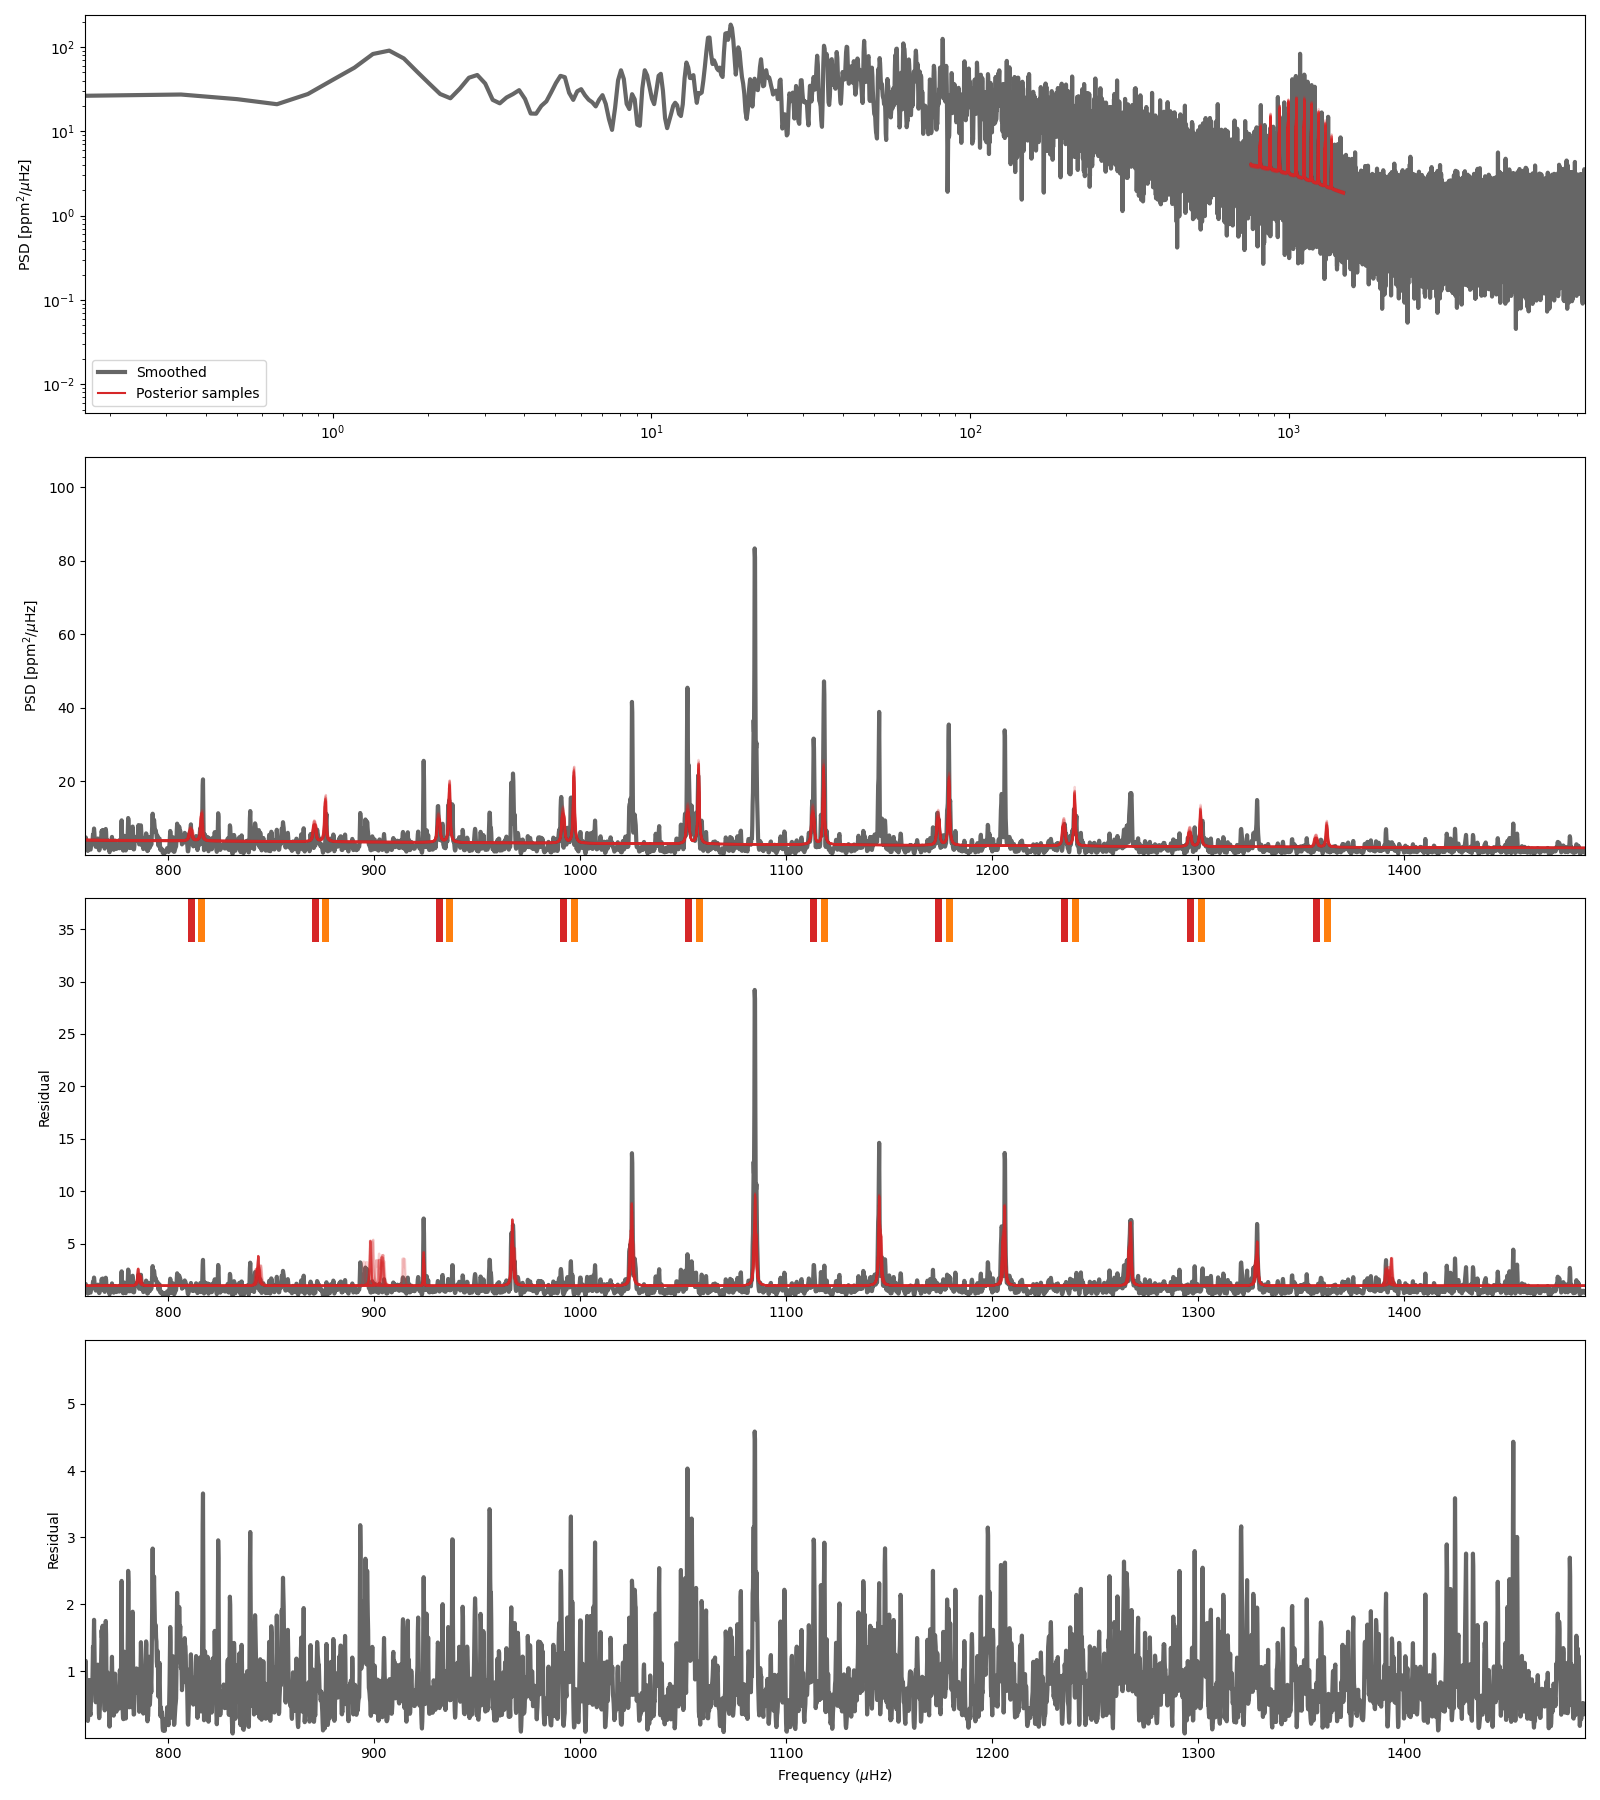 PSD [ppm²/μHz]
10²
10¹
10⁰
10⁻¹
10⁻²
Smoothed
Posterior samples
10⁰ 10¹ 10² 10³
PSD [ppm²/μHz]
100
80
60
40
20
800 900 1000 1100 1200 1300 1400
Residual
35
30
25
20
15
10
5
800 900 1000 1100 1200 1300 1400
Residual
5
4
3
2
1
800 900 1000 1100 1200 1300 1400
Frequency (μHz)